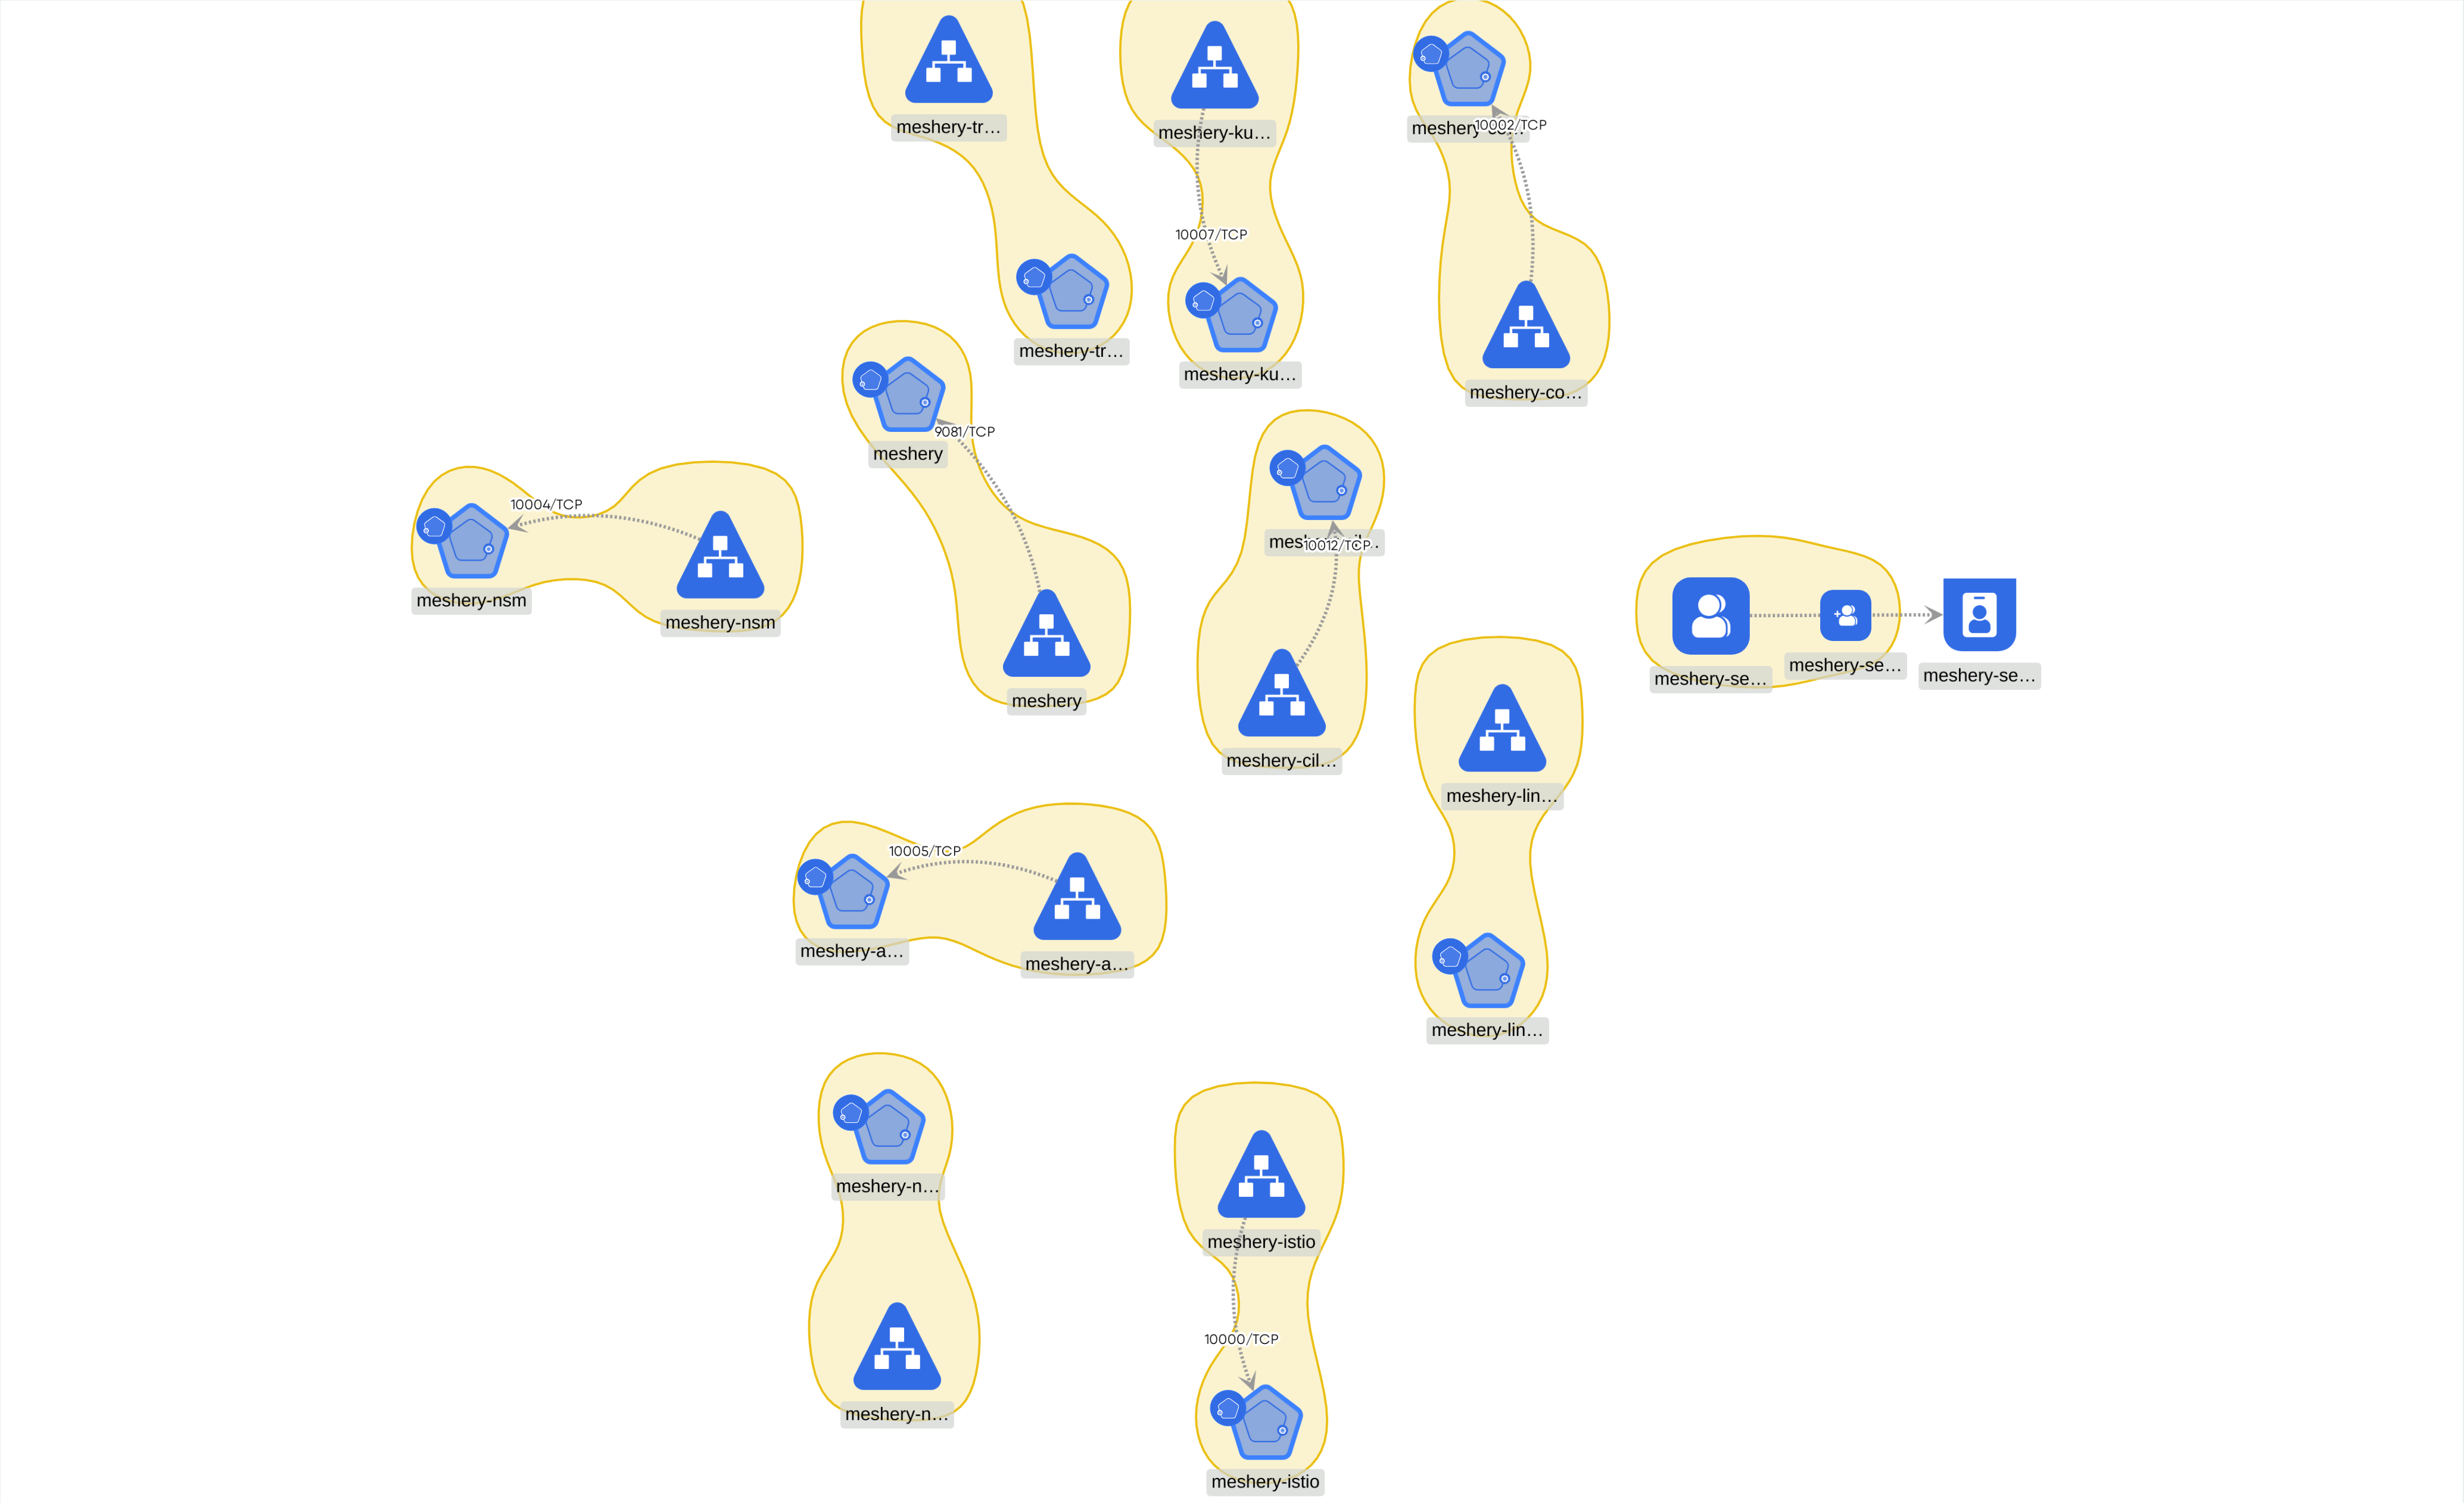 meshery-tr…
meshery-ku…
10002/TCP
10007/TCP
meshery-tr…
meshery-ku…
meshery-co…
9081/TCP
meshery
10004/TCP
10012/TCP
meshery-nsm
meshery-nsm
meshery-se…
meshery-se…
meshery-se…
meshery
meshery-cil…
meshery-lin…
10005/TCP
meshery-a…
meshery-a…
meshery-lin…
meshery-n…
meshery-istio
10000/TCP
meshery-n…
meshery-istio